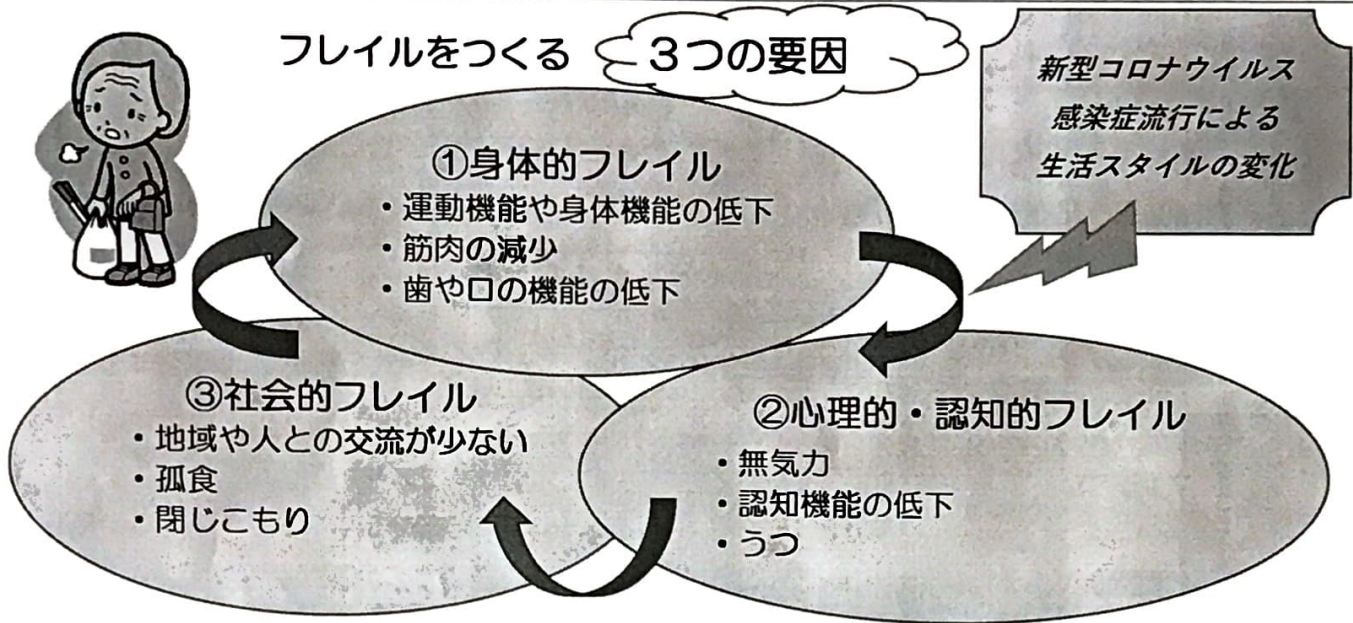 フレイルをつくる 3つの要因
新型コロナウイルス
感染症流行による
生活スタイルの変化
①身体的フレイル
・運動機能や身体機能の低下
・筋肉の減少
・歯や口の機能の低下
②心理的・認知的フレイル
・無気力
・認知機能の低下
・うつ
③社会的フレイル
・地域や人との交流が少ない
・孤食
・閉じこもり